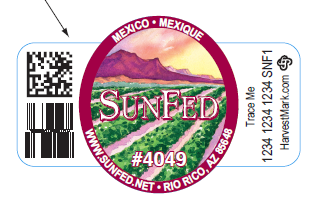 MEXICO • MEXIQUE
SUNFED
#4049
WWW.SUNFED.NET • RIO RICO, AZ 85648
Trace Me
1234 1234 1234 SNF1
HarvestMark.com